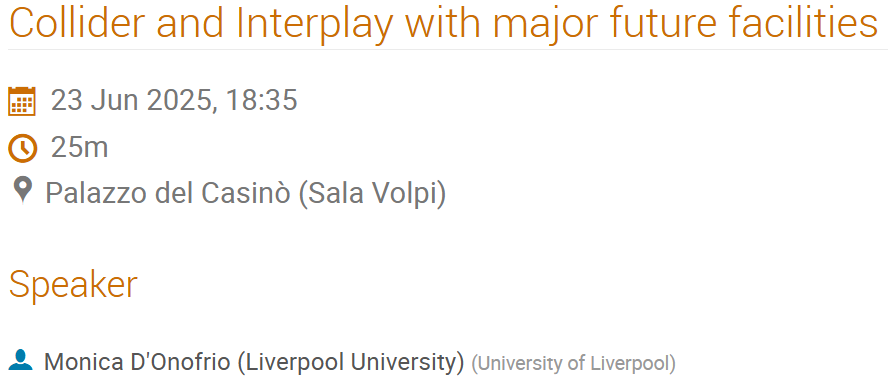 Collider and Interplay with major future facilities
23 Jun 2025, 18:35
25m
Palazzo del Casinò (Sala Volpi)
Speaker
Monica D'Onofrio (Liverpool University) (University of Liverpool)